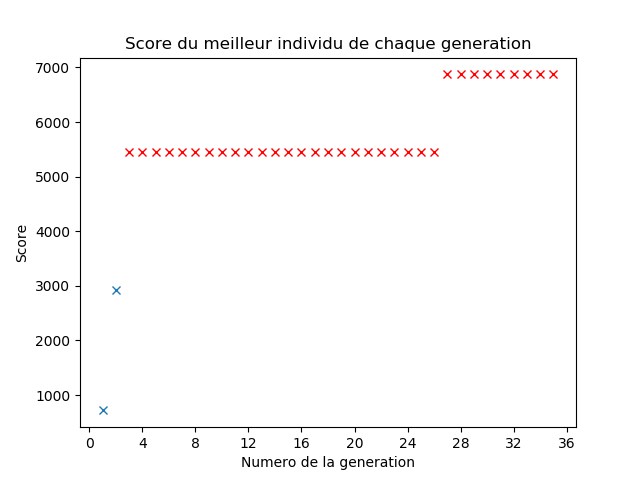 Score du meilleur individu de chaque generation
7000
6000
5000
4000
3000
2000
1000
Score
0 4 8 12 16 20 24 28 32 36
Numero de la generation